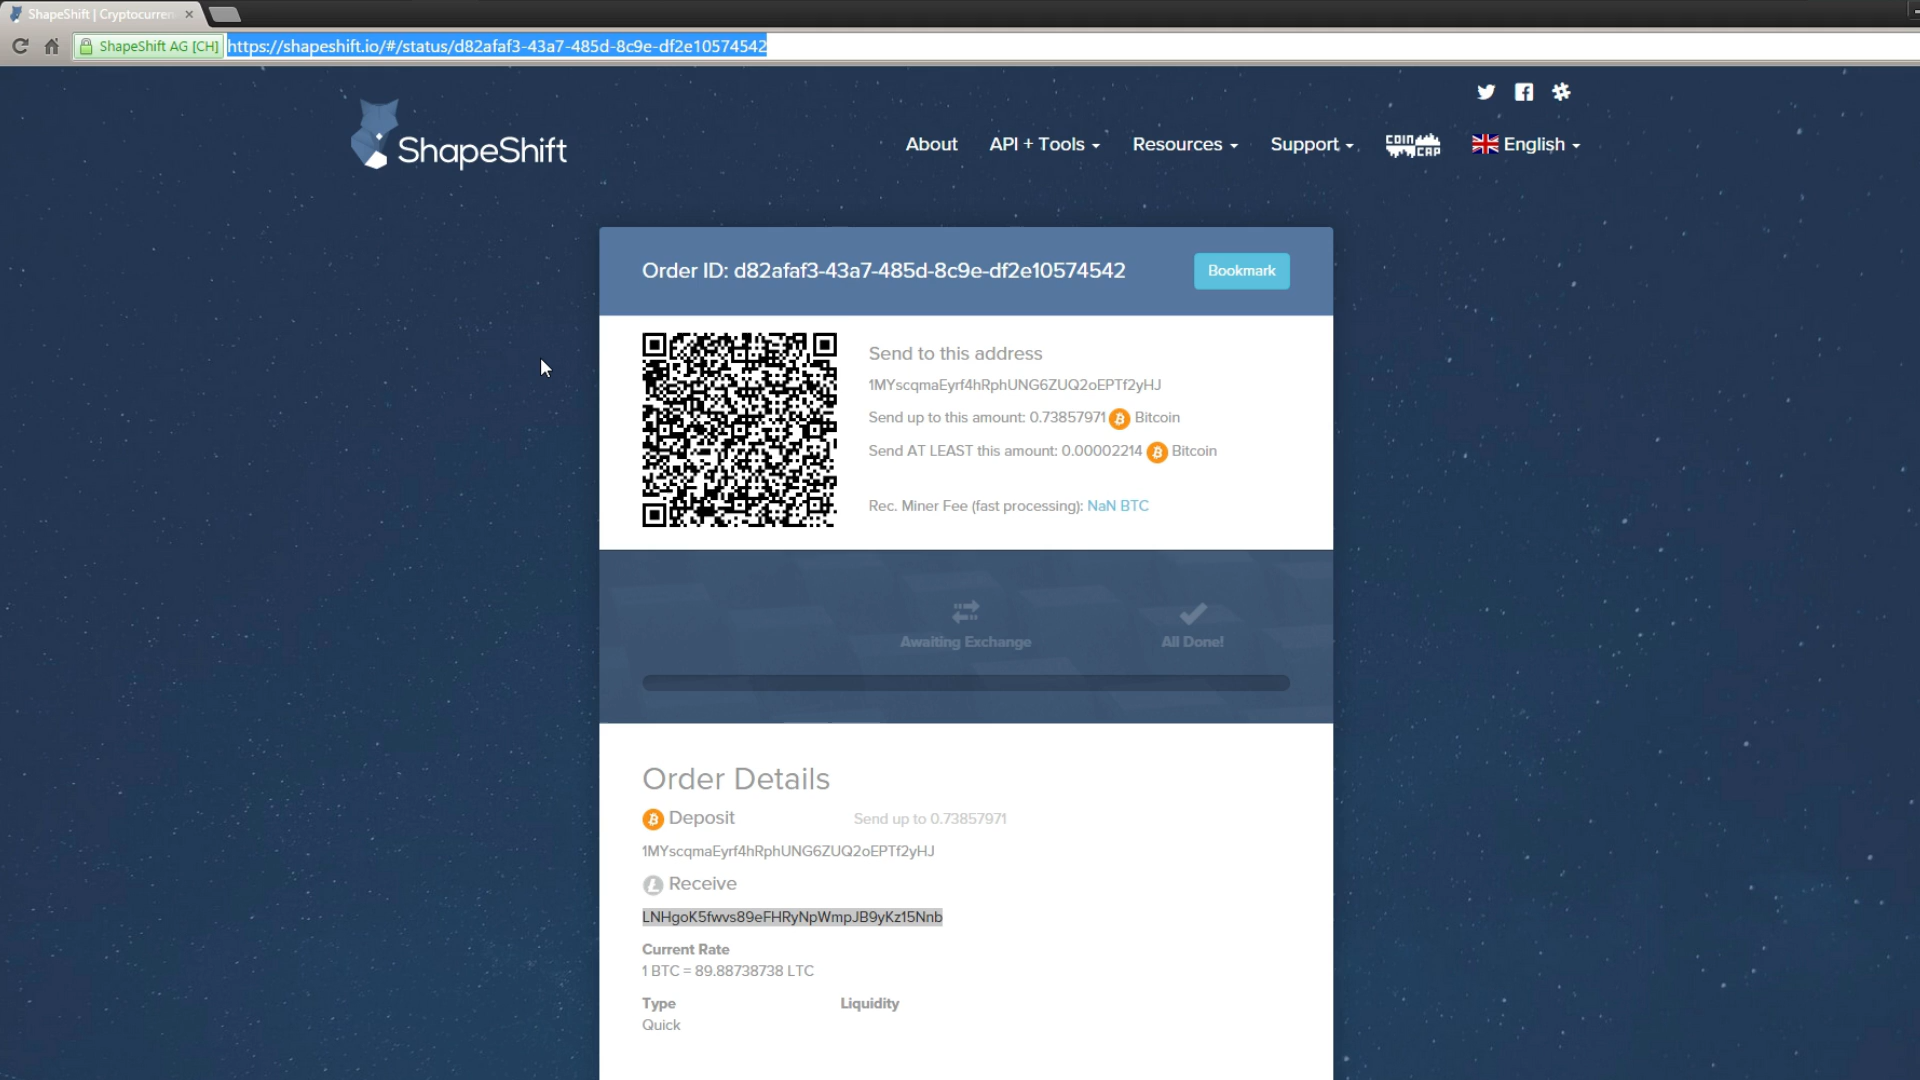 ShapeShift | Cryptocurren
ShapeShift AG [CH] https://shapeshift.io/#/status/d82afaf3-43a7-485d-8c9e-df2e10574542
ShapeShift
About API + Tools Resources Support COIN CAP English
Order ID: d82afaf3-43a7-485d-8c9e-df2e10574542 Bookmark
Send to this address
1MYscqmaEyrf4hRphUNG6ZUQ2oEPTf2yHJ
Send up to this amount: 0.73857971 Bitcoin
Send AT LEAST this amount: 0.00002214 Bitcoin
Rec. Miner Fee (fast processing): NaN BTC
Awaiting Exchange All Done!
Order Details
Deposit Send up to 0.73857971
1MYscqmaEyrf4hRphUNG6ZUQ2oEPTf2yHJ
Receive
LNHgoK5fwvs89eFHRyNpWmpJB9yKz15Nnb
Current Rate
1 BTC = 89.88738738 LTC
Type Liquidity
Quick